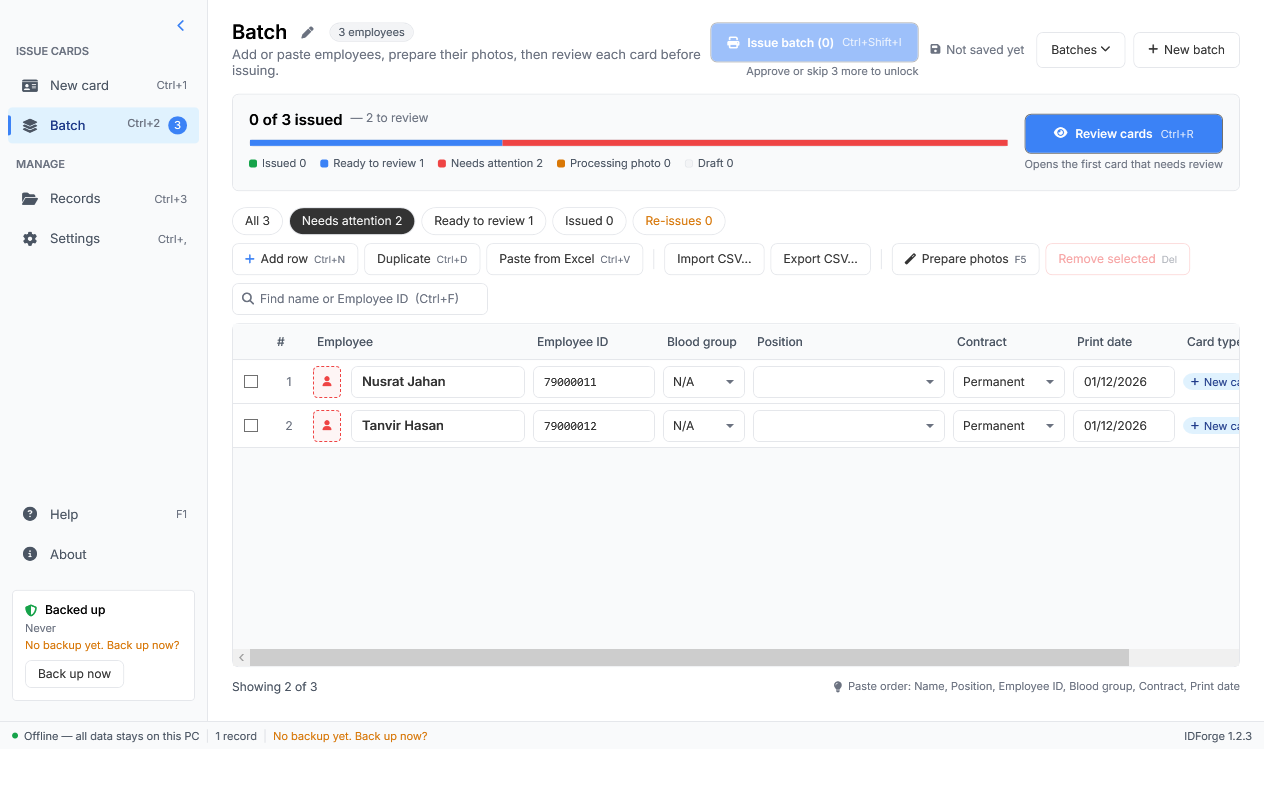 ISSUE CARDS
New card Ctrl+1
Batch Ctrl+2 3
MANAGE
Records Ctrl+3
Settings Ctrl+,
Help F1
About
Backed up
Never
No backup yet. Back up now?
Back up now
Batch 3 employees
Add or paste employees, prepare their photos, then review each card before
issuing.
Issue batch (0) Ctrl+Shift+I
Approve or skip 3 more to unlock
Not saved yet
Batches
+ New batch
0 of 3 issued — 2 to review
Issued 0 Ready to review 1 Needs attention 2 Processing photo 0 Draft 0
Review cards Ctrl+R
Opens the first card that needs review
All 3 Needs attention 2 Ready to review 1 Issued 0 Re-issues 0
+ Add row Ctrl+N Duplicate Ctrl+D Paste from Excel Ctrl+V Import CSV... Export CSV... Prepare photos F5 Remove selected Del
Find name or Employee ID (Ctrl+F)
# Employee Employee ID Blood group Position Contract Print date Card type
1 Nusrat Jahan 79000011 N/A Permanent 01/12/2026 + New ca
2 Tanvir Hasan 79000012 N/A Permanent 01/12/2026 + New ca
Showing 2 of 3
Paste order: Name, Position, Employee ID, Blood group, Contract, Print date
Offline — all data stays on this PC 1 record No backup yet. Back up now? IDForge 1.2.3